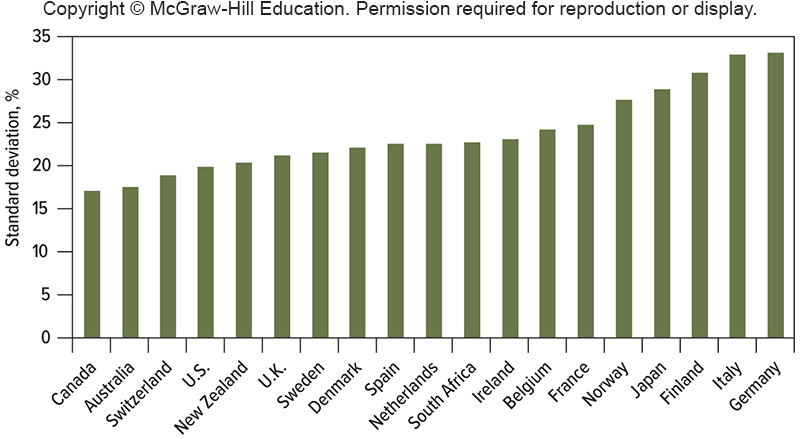 Copyright © McGraw-Hill Education. Permission required for reproduction or display.
Standard deviation, %
35
30
25
20
15
10
5
0
Canada
Australia
Switzerland
U.S.
New Zealand
U.K.
Sweden
Denmark
Spain
Netherlands
South Africa
Ireland
Belgium
France
Norway
Japan
Finland
Italy
Germany